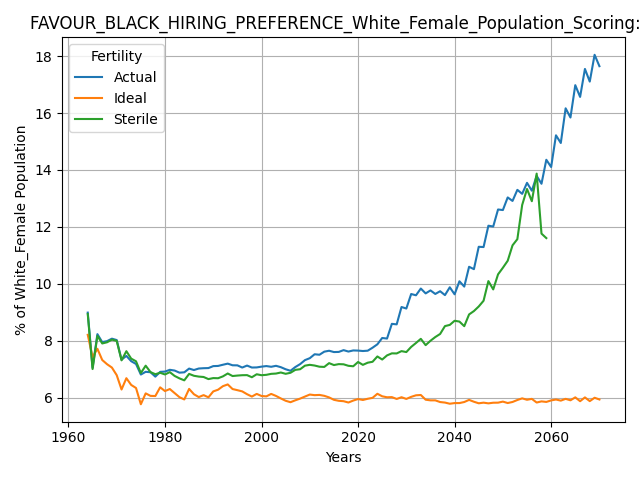 FAVOUR_BLACK_HIRING_PREFERENCE_White_Female_Population_Scoring:
Fertility
Actual
Ideal
Sterile
% of White_Female Population
18
16
14
12
10
8
6
1960 1980 2000 2020 2040 2060
Years